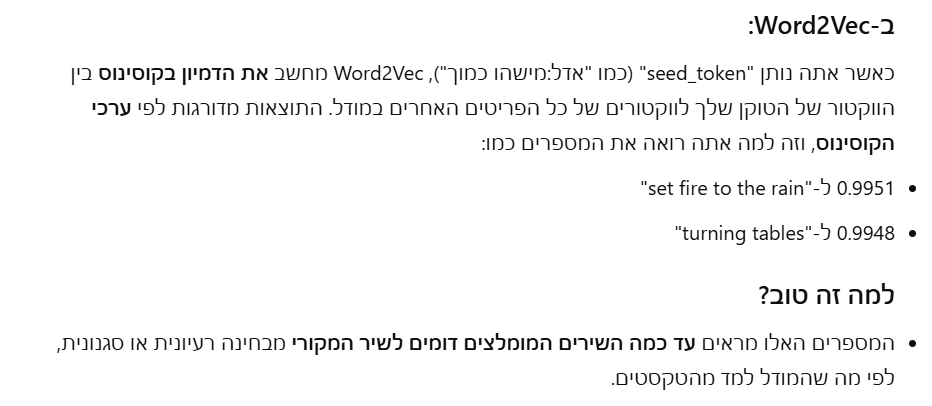 ב-Word2Vec:
כאשר אתה נותן "seed_token" (כמו "אדל:מישהו כמוך"), Word2Vec מחשב את הדמיון בקוסינוס בין
הווקטור של הטוקן שלך לווקטורים של כל הפריטים האחרים במודל. התוצאות מדורגות לפי ערכי
הקוסינוס, וזה למה אתה רואה את המספרים כמו:
• 0.9951 ל-"set fire to the rain"
• 0.9948 ל-"turning tables"
למה זה טוב?
• המספרים האלו מראים עד כמה השירים המומלצים דומים לשיר המקורי מבחינה רעיונית או סגנונית,
לפי מה שהמודל למד מהטקסטים.